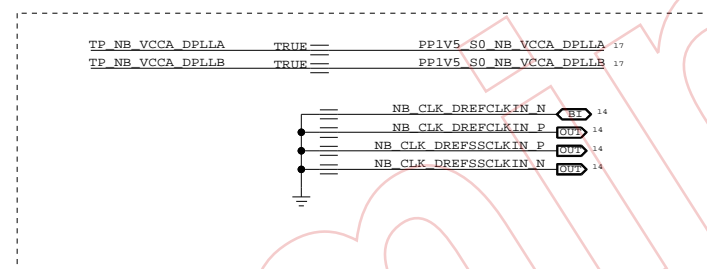 TP_NB_VCCA_DPLLA TRUE PP1V5_S0_NB_VCCA_DPLLA 17
TP_NB_VCCA_DPLLB TRUE PP1V5_S0_NB_VCCA_DPLLB 17
NB_CLK_DREFCLKIN_N BI 14
NB_CLK_DREFCLKIN_P OUT 14
NB_CLK_DREFSSCLKIN_P OUT 14
NB_CLK_DREFSSCLKIN_N OUT 14